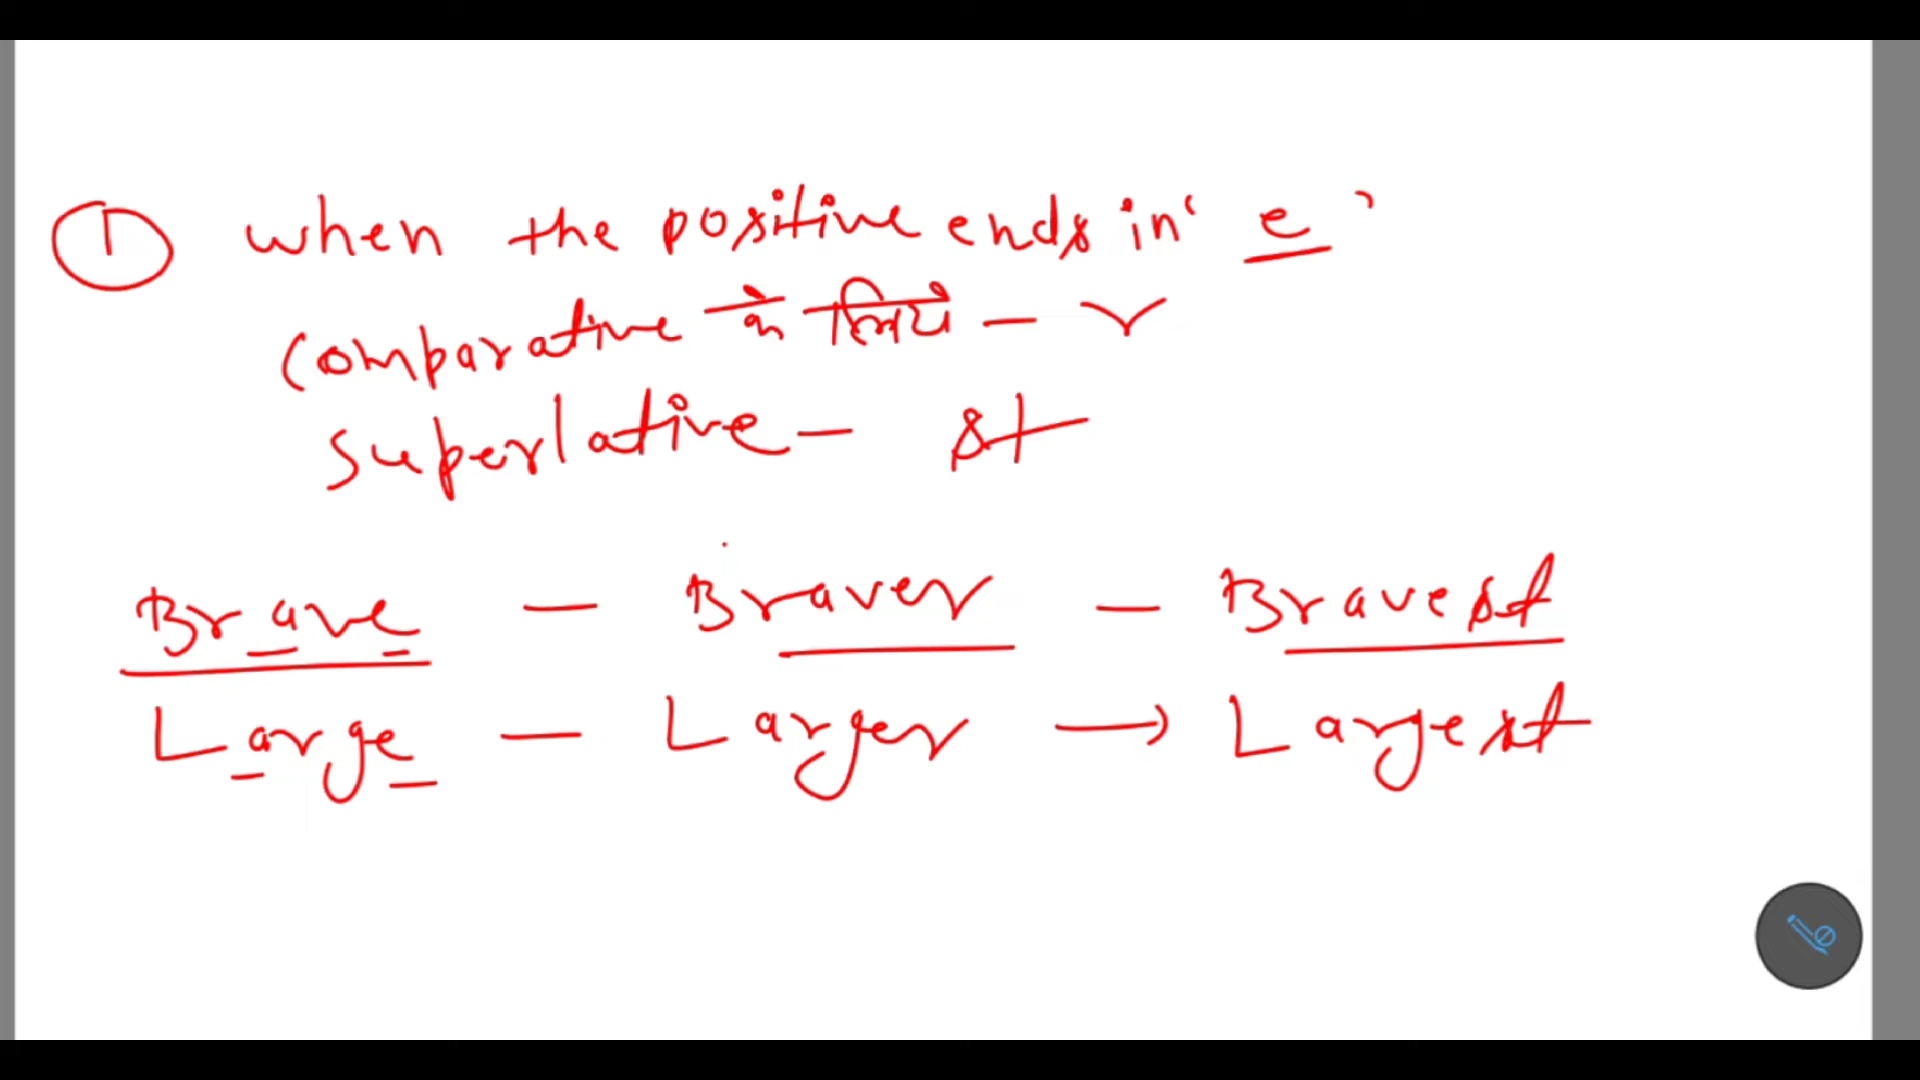 ① when the positive ends in 'e'
Comparative के लिये - r
Superlative - st
Brave - Braver - Bravest
Large - Larger → Largest